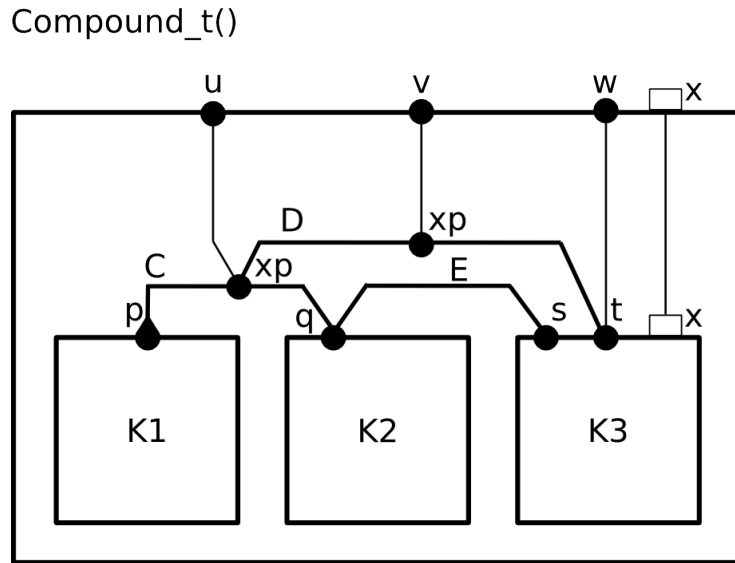 Compound_t()
u v w x
D xp
C xp E
p q s t x
K1 K2 K3